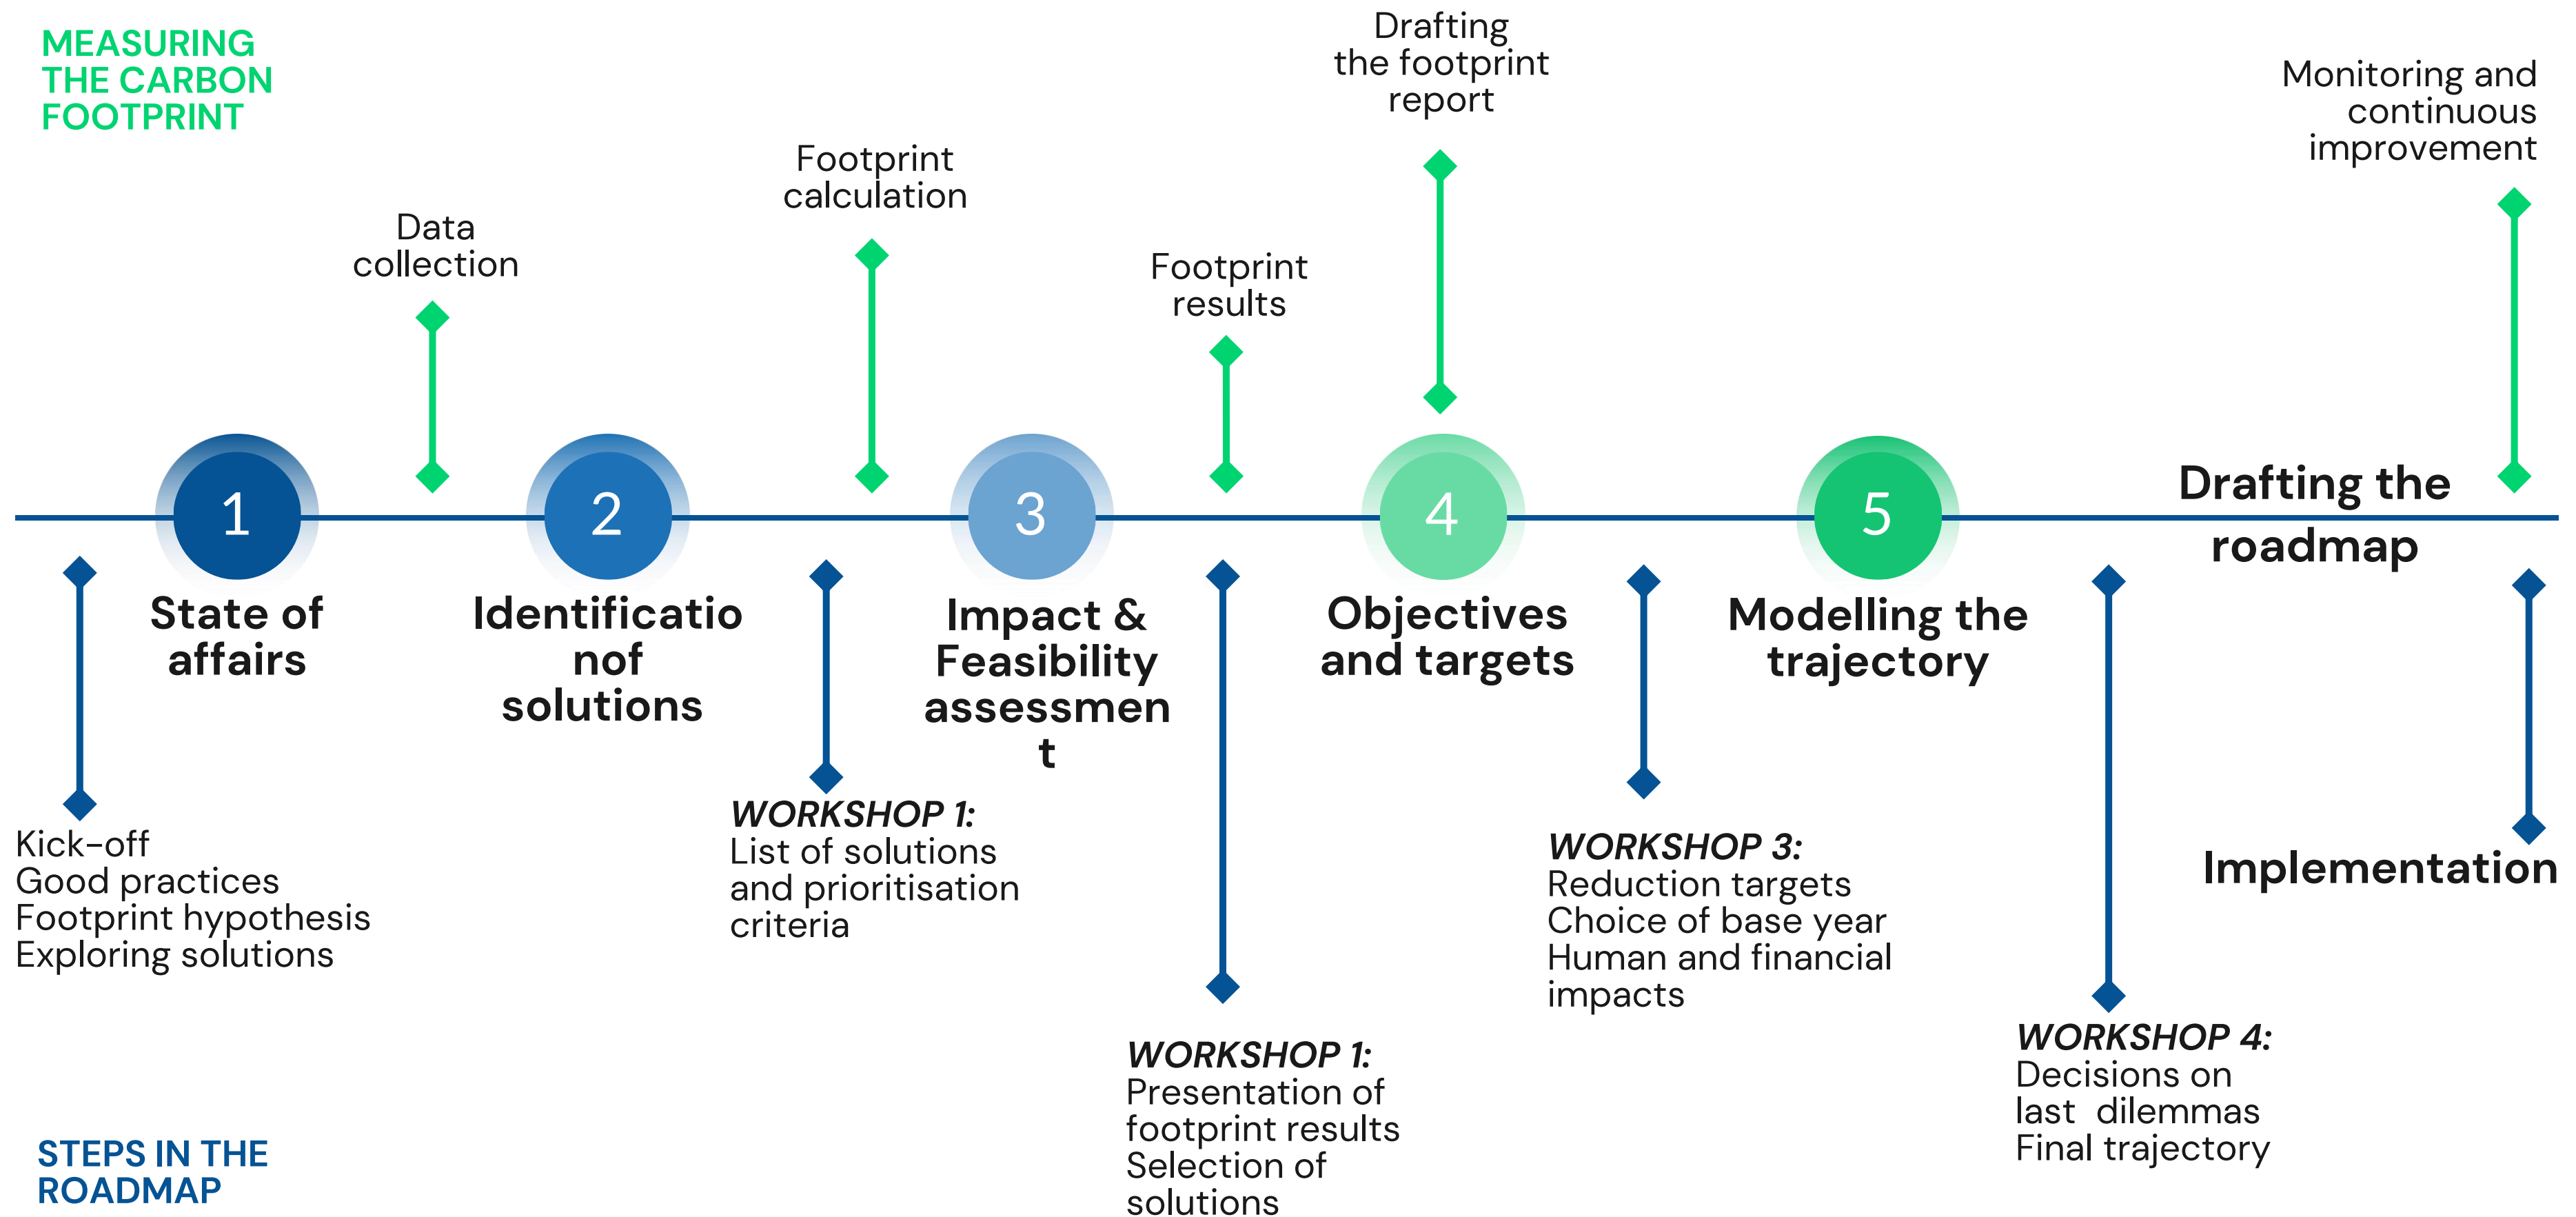 MEASURING
THE CARBON
FOOTPRINT
Data
collection
Footprint
calculation
Footprint
results
Drafting
the footprint
report
Monitoring and
continuous
improvement
1
2
3
4
5
Drafting the
roadmap
State of
affairs
Identificatio
nof
solutions
Impact &
Feasibility
assessmen
t
Objectives
and targets
Modelling the
trajectory
Kick-off
Good practices
Footprint hypothesis
Exploring solutions
WORKSHOP 1:
List of solutions
and prioritisation
criteria
WORKSHOP 1:
Presentation of
footprint results
Selection of
solutions
WORKSHOP 3:
Reduction targets
Choice of base year
Human and financial
impacts
WORKSHOP 4:
Decisions on
last  dilemmas
Final trajectory
Implementation
STEPS IN THE
ROADMAP